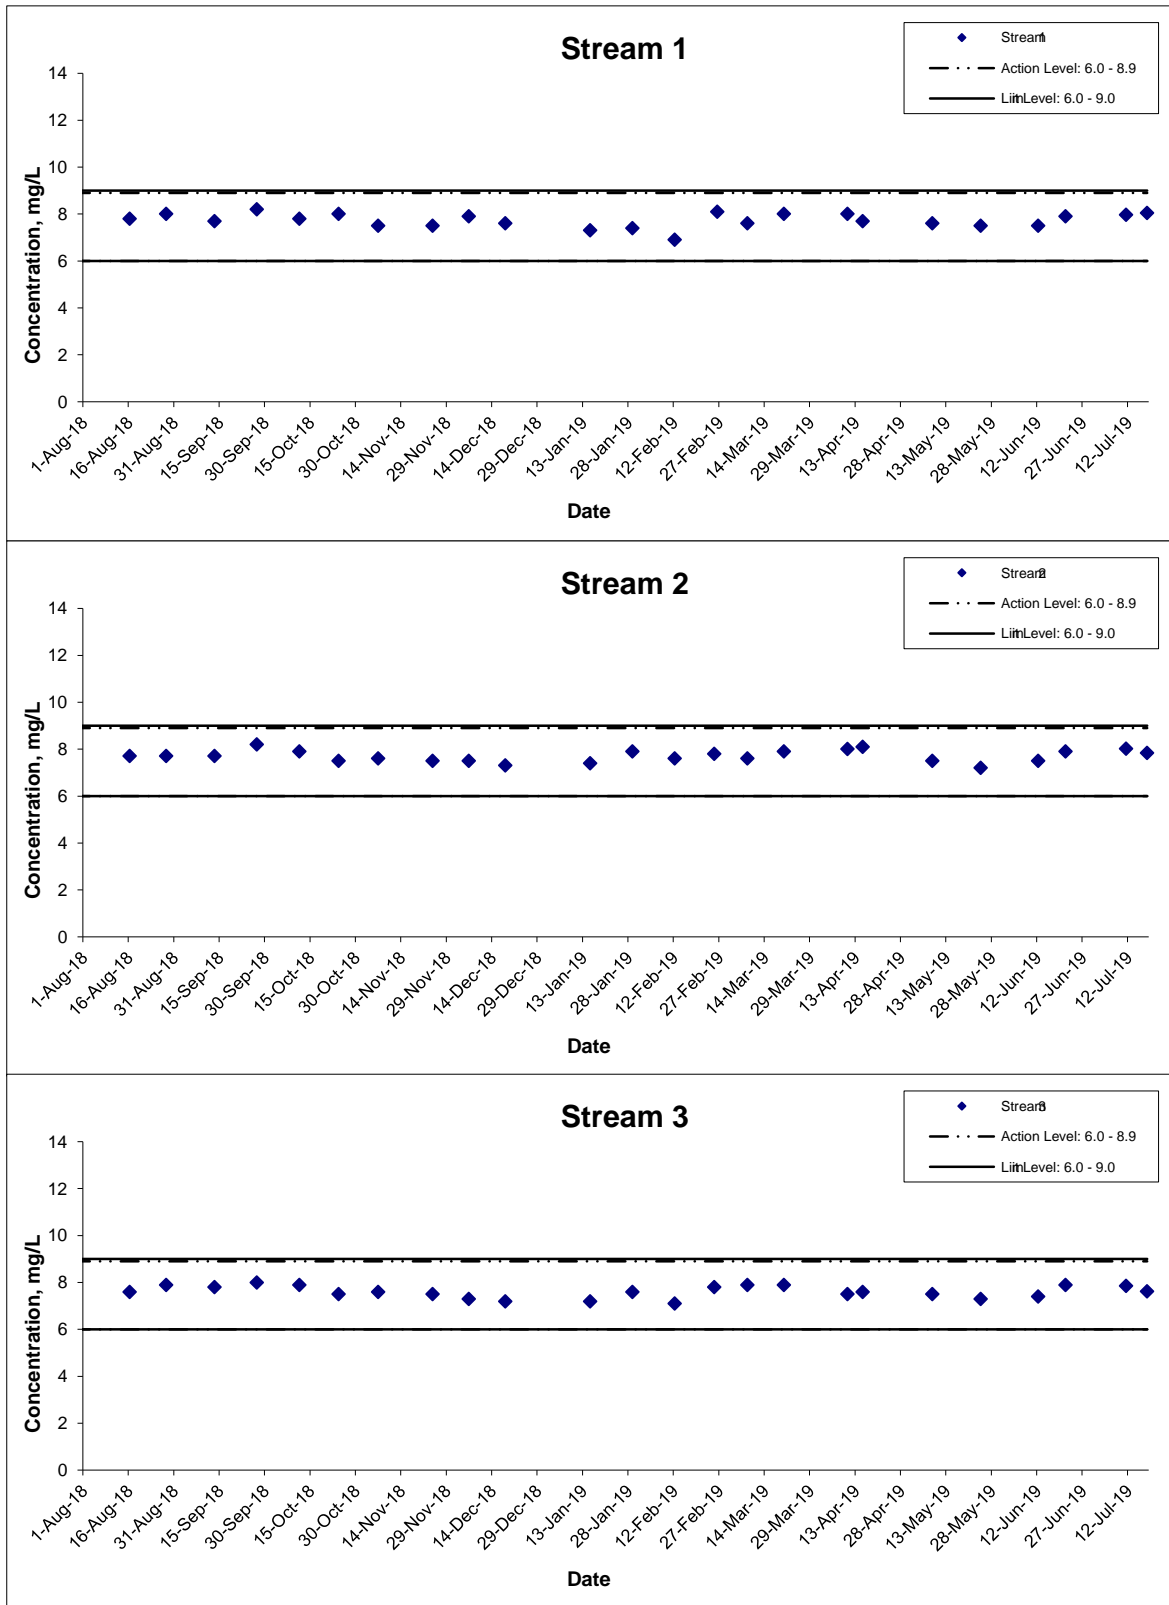 Stream 1
Stream1
Action Level: 6.0 - 8.9
Limit Level: 6.0 - 9.0
14
12
10
8
6
4
2
0
Concentration, mg/L
1-Aug-18
16-Aug-18
31-Aug-18
15-Sep-18
30-Sep-18
15-Oct-18
30-Oct-18
14-Nov-18
29-Nov-18
14-Dec-18
29-Dec-18
13-Jan-19
28-Jan-19
12-Feb-19
27-Feb-19
14-Mar-19
29-Mar-19
13-Apr-19
28-Apr-19
13-May-19
28-May-19
12-Jun-19
27-Jun-19
12-Jul-19
Date
Stream 2
Stream2
Action Level: 6.0 - 8.9
Limit Level: 6.0 - 9.0
14
12
10
8
6
4
2
0
Concentration, mg/L
1-Aug-18
16-Aug-18
31-Aug-18
15-Sep-18
30-Sep-18
15-Oct-18
30-Oct-18
14-Nov-18
29-Nov-18
14-Dec-18
29-Dec-18
13-Jan-19
28-Jan-19
12-Feb-19
27-Feb-19
14-Mar-19
29-Mar-19
13-Apr-19
28-Apr-19
13-May-19
28-May-19
12-Jun-19
27-Jun-19
12-Jul-19
Date
Stream 3
Stream3
Action Level: 6.0 - 8.9
Limit Level: 6.0 - 9.0
14
12
10
8
6
4
2
0
Concentration, mg/L
1-Aug-18
16-Aug-18
31-Aug-18
15-Sep-18
30-Sep-18
15-Oct-18
30-Oct-18
14-Nov-18
29-Nov-18
14-Dec-18
29-Dec-18
13-Jan-19
28-Jan-19
12-Feb-19
27-Feb-19
14-Mar-19
29-Mar-19
13-Apr-19
28-Apr-19
13-May-19
28-May-19
12-Jun-19
27-Jun-19
12-Jul-19
Date